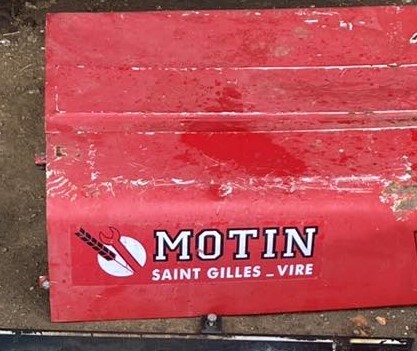 MOTIN
SAINT GILLES _ VIRE